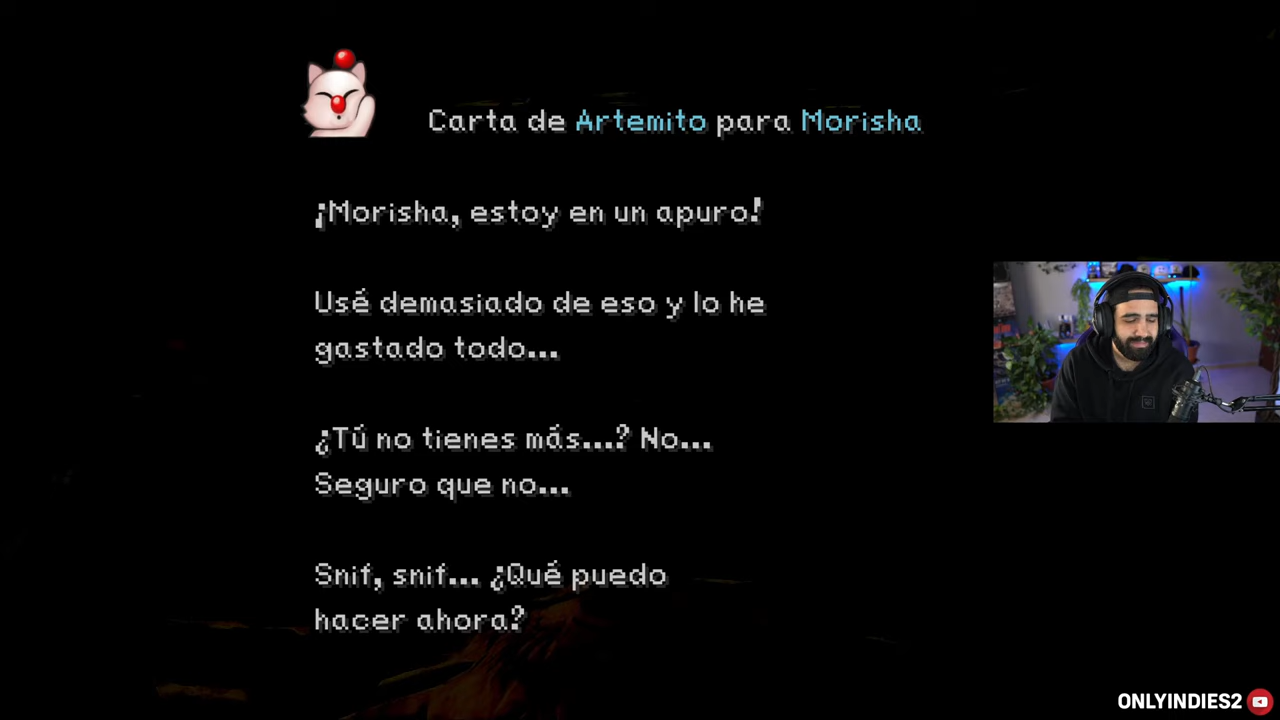 Carta de Artemito para Morisha
¡Morisha, estoy en un apuro!
Usé demasiado de eso y lo he
gastado todo...
¿Tú no tienes más...? No...
Seguro que no...
Snif, snif... ¿Qué puedo
hacer ahora?
ONLYINDIES2